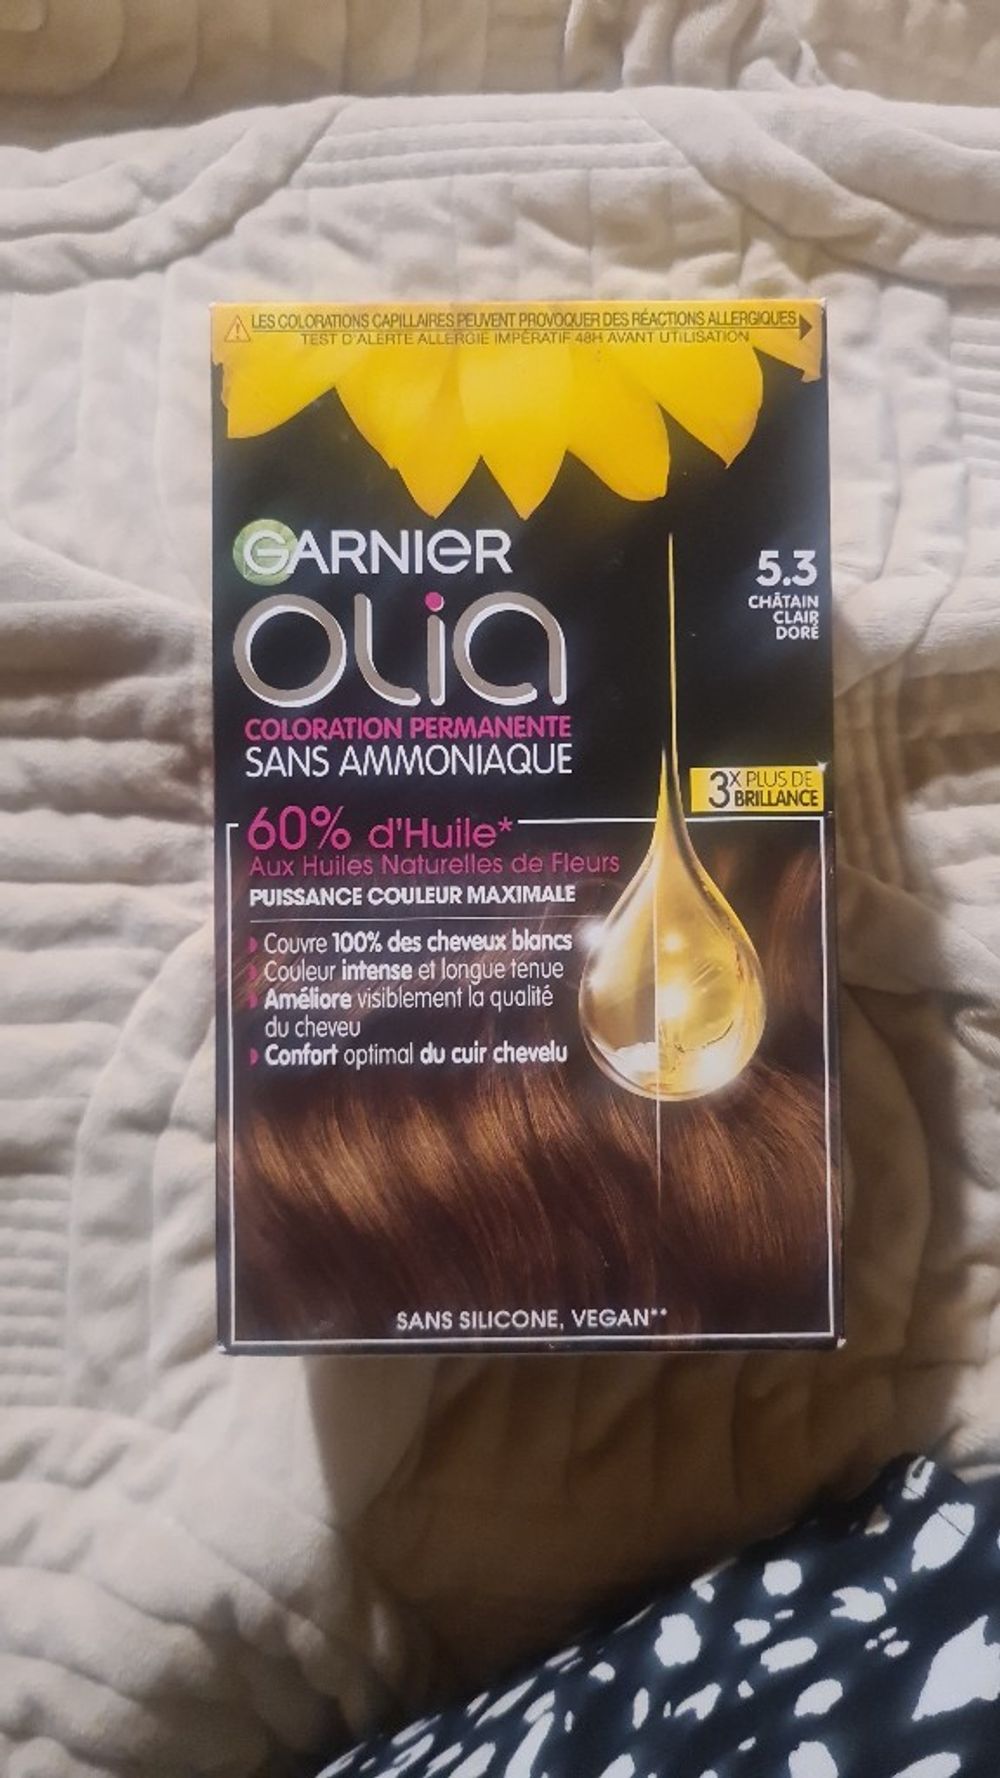 LES COLORATIONS CAPILLAIRES PEUVENT PROVOQUER DES RÉACTIONS ALLERGIQUES
TEST D'ALERTE ALLERGIE IMPÉRATIF 48H AVANT UTILISATION
GARNIER
OLIA
5.3
CHÂTAIN
CLAIR
DORÉ
COLORATION PERMANENTE
SANS AMMONIAQUE
3X PLUS DE
BRILLANCE
60% d'Huile*
Aux Huiles Naturelles de Fleurs
PUISSANCE COULEUR MAXIMALE
Couvre 100% des cheveux blancs
Couleur intense et longue tenue
Améliore visiblement la qualité
du cheveu
Confort optimal du cuir chevelu
SANS SILICONE, VEGAN**